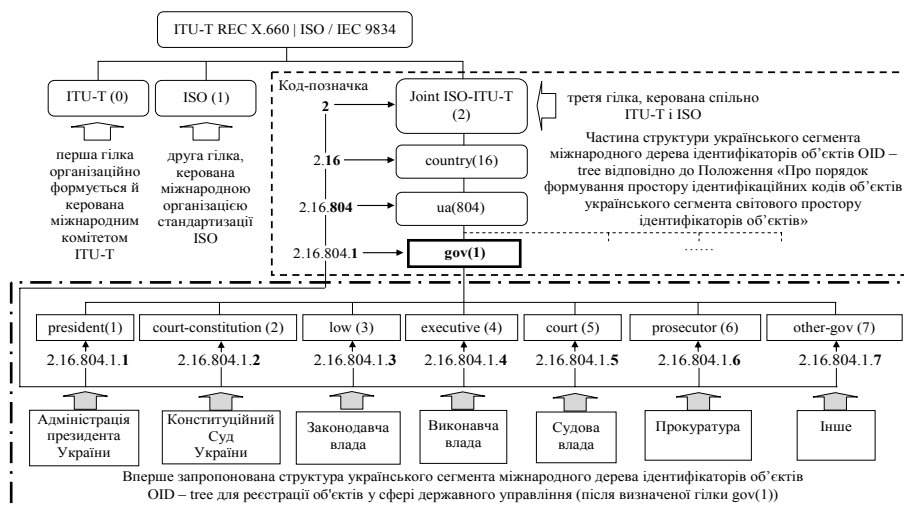 ITU-T REC X.660 | ISO / IEC 9834
ITU-T (0)
ISO (1)
Код-позначка
Joint ISO-ITU-T
(2)
2
третя гілка, керована спільно
ITU-T і ISO
перша гілка
організаційно
формується й
керована
міжнародним
комітетом
ITU-T
друга гілка,
керована
міжнародною
організацією
стандартизації
ISO
2.16
country(16)
2.16.804
ua(804)
2.16.804.1
gov(1)
Частина структури українського сегмента
міжнародного дерева ідентифікаторів об’єктів OID –
tree відповідно до Положення «Про порядок
формування простору ідентифікаційних кодів об’єктів
українського сегмента світового простору
ідентифікаторів об’єктів»
……
president(1)
court-constitution (2)
low (3)
executive (4)
court (5)
prosecutor (6)
other-gov (7)
2.16.804.1.1
2.16.804.1.2
2.16.804.1.3
2.16.804.1.4
2.16.804.1.5
2.16.804.1.6
2.16.804.1.7
Адміністрація
президента
України
Конституційний
Суд
України
Законодавча
влада
Виконавча
влада
Судова
влада
Прокуратура
Інше
Вперше запропонована структура українського сегмента міжнародного дерева ідентифікаторів об’єктів
OID – tree для реєстрації об'єктів у сфері державного управління (після визначеної гілки gov(1))